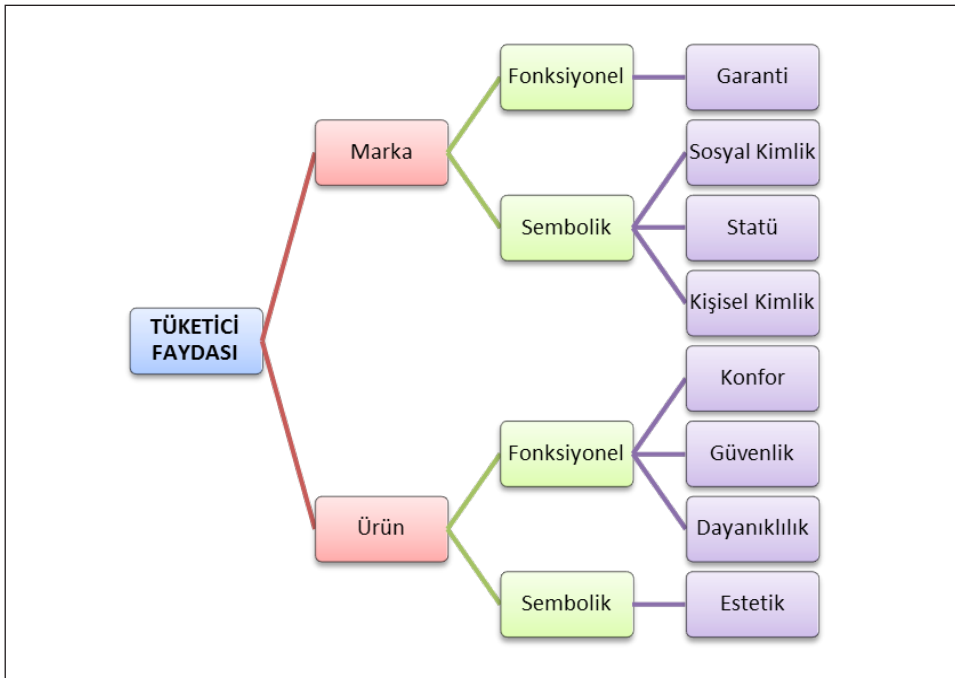 TÜKETİCİ
FAYDASI
Marka
Fonksiyonel
Garanti
Sembolik
Sosyal Kimlik
Statü
Kişisel Kimlik
Ürün
Fonksiyonel
Konfor
Güvenlik
Dayanıklılık
Sembolik
Estetik